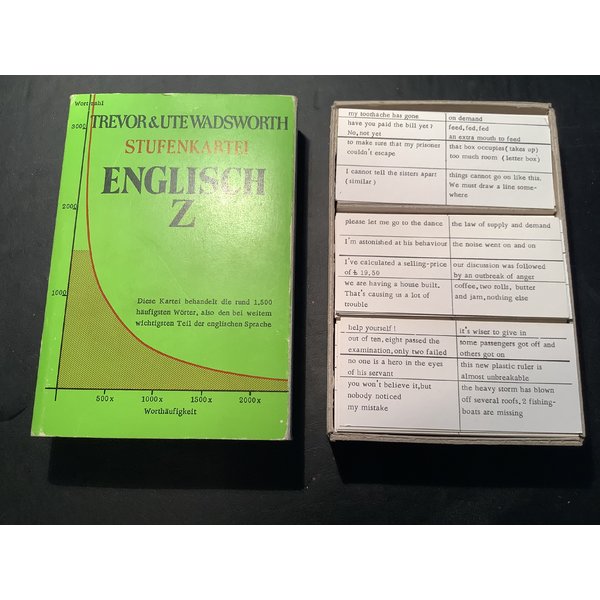 Wortzahl
3000
TREVOR & UTE WADSWORTH
STUFENKARTEI
ENGLISCH
Z
2000
1000
Diese Kartei behandelt die rund 1,500
häufigsten Wörter, also den bei weitem
wichtigsten Teil der englischen Sprache
500x
1000x
1500x
2000x
Worthäufigkeit
my toothache has gone
have you paid the bill yet?
No, not yet
to make sure that my prisoner
couldn't escape
I cannot tell the sisters apart
(similar)
on demand
feed, fed, fed
an extra mouth to feed
that box occupies (takes up)
too much room (letter box)
things cannot go on like this.
We must draw a line some-
where
please let me go to the dance
I'm astonished at his behaviour
I've calculated a selling-price
of £ 19,50
we are having a house built.
That's causing us a lot of
trouble
the law of supply and demand
the noise went on and on
our discussion was followed
by an outbreak of anger
coffee, two rolls, butter
and jam, nothing else
help yourself!
out of ten, eight passed the
examination, only two failed
no one is a hero in the eyes
of his servant
you won't believe it, but
nobody noticed
my mistake
it's wiser to give in
some passengers got off and
others got on
this new plastic ruler is
almost unbreakable
the heavy storm has blown
off several roofs. 2 fishing-
boats are missing